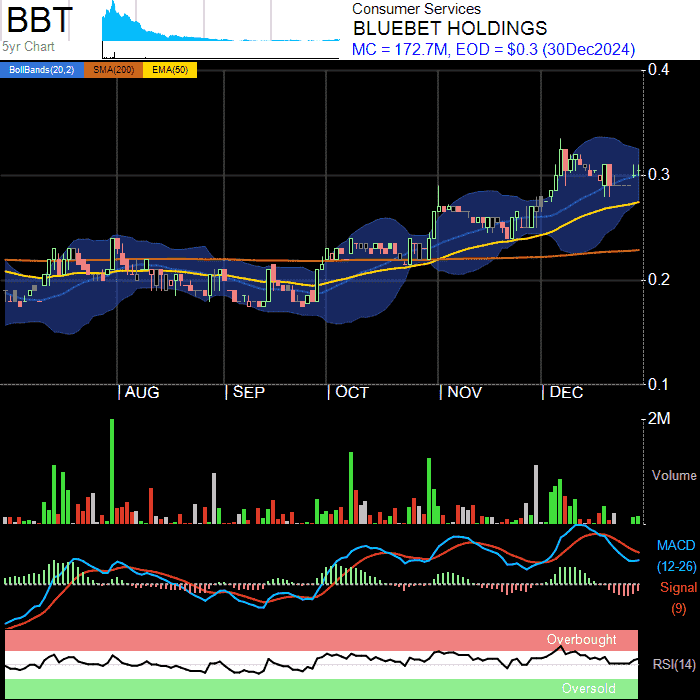 BBT
5yr Chart
Consumer Services
BLUEBET HOLDINGS
MC = 172.7M, EOD = $0.3 (30Dec2024)
BollBands(20,2) SMA(200) EMA(50)
0.4
0.3
0.2
0.1
AUG SEP OCT NOV DEC
2M
Volume
MACD
(12-26)
Signal
(9)
Overbought
RSI(14)
Oversold